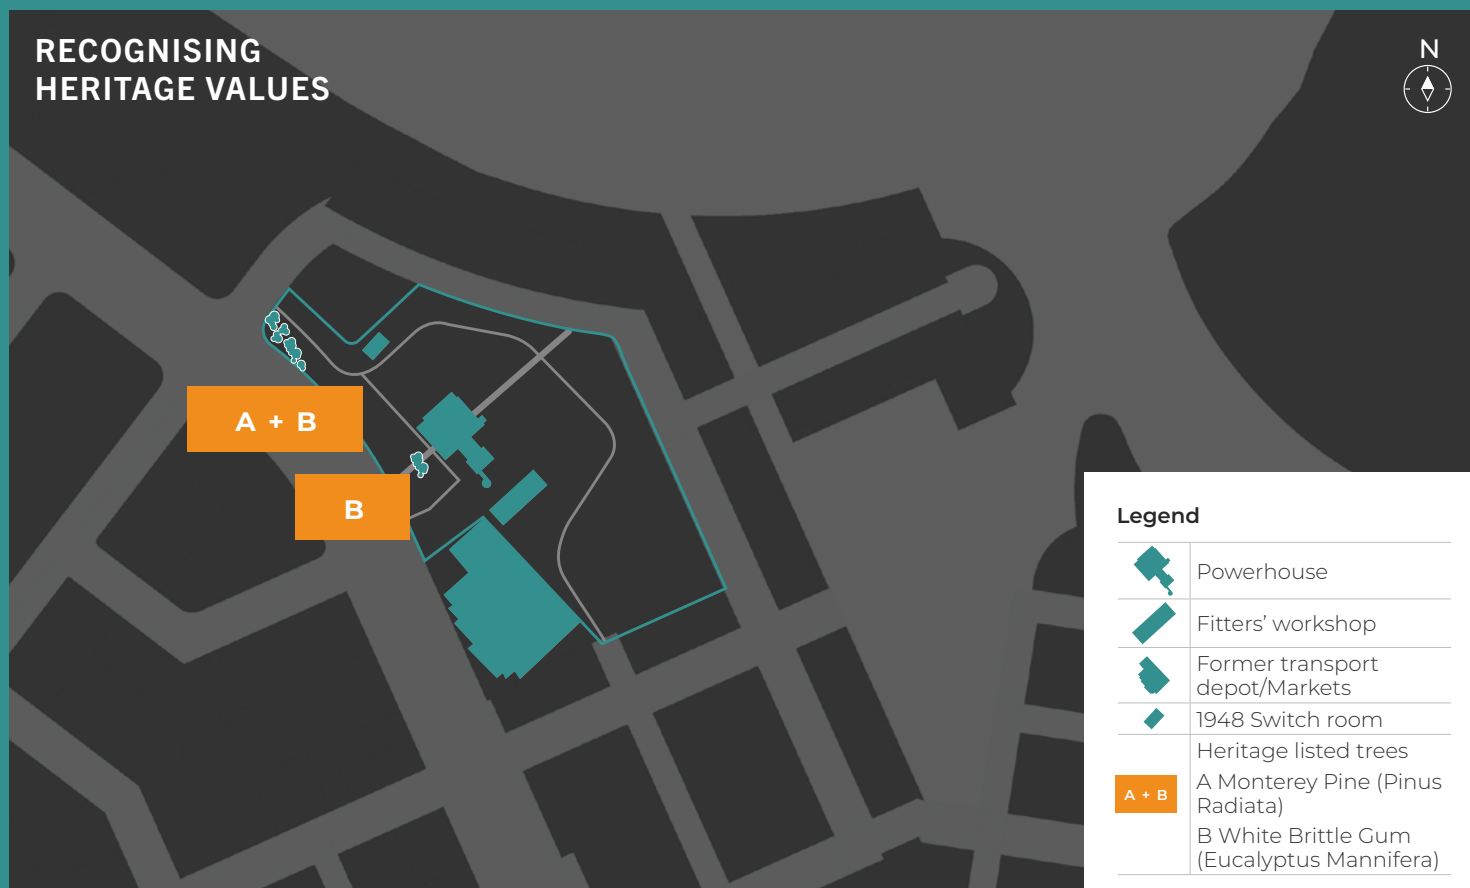 RECOGNISING
HERITAGE VALUES
N
A + B
B
Legend
Powerhouse
Fitters’ workshop
Former transport
depot/Markets
1948 Switch room
Heritage listed trees
A + B
A Monterey Pine (Pinus
Radiata)
B White Brittle Gum
(Eucalyptus Mannifera)